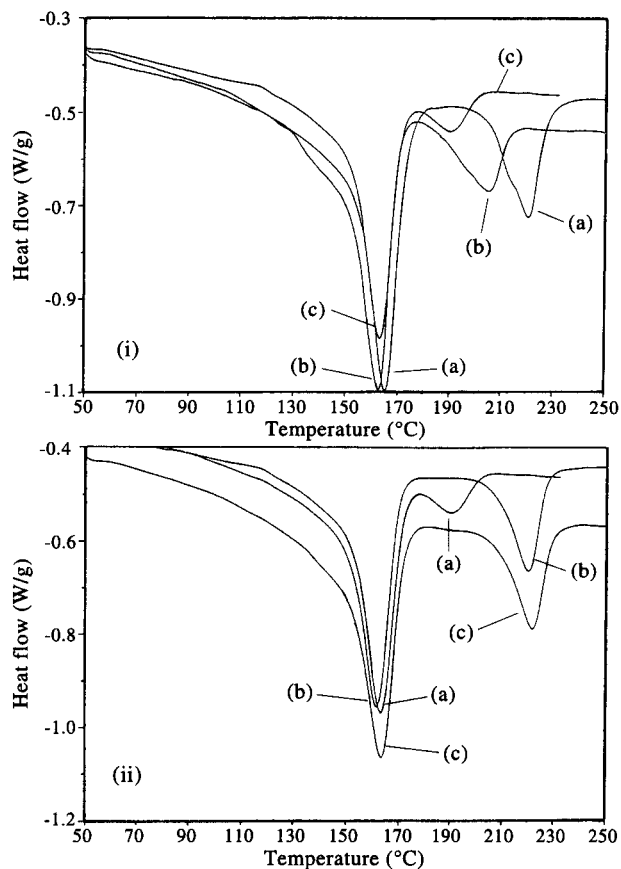 -0.3
(c)
-0.5
Heat flow (W/g)
-0.7
(b)
(a)
-0.9
(c)
(i)
(b)
(a)
-1.1
50 70 90 110 130 150 170 190 210 230 250
Temperature (°C)
-0.4
(a)
(b)
-0.6
Heat flow (W/g)
(c)
-0.8
(b)
(a)
-1.0
(c)
(ii)
-1.2
50 70 90 110 130 150 170 190 210 230 250
Temperature (°C)